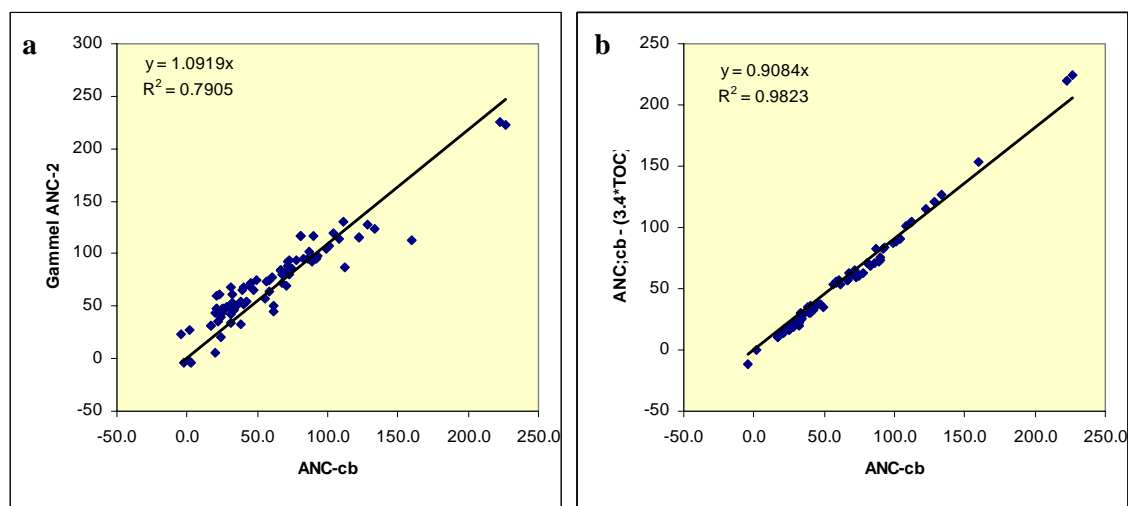 a
y = 1.0919x
R² = 0.7905
Gammel ANC-2
300
250
200
150
100
50
0
-50
-50.0 0.0 50.0 100.0 150.0 200.0 250.0
ANC-cb
b
y = 0.9084x
R² = 0.9823
ANC;cb - (3.4*TOC)
250
200
150
100
50
0
-50
-50.0 0.0 50.0 100.0 150.0 200.0 250.0
ANC-cb